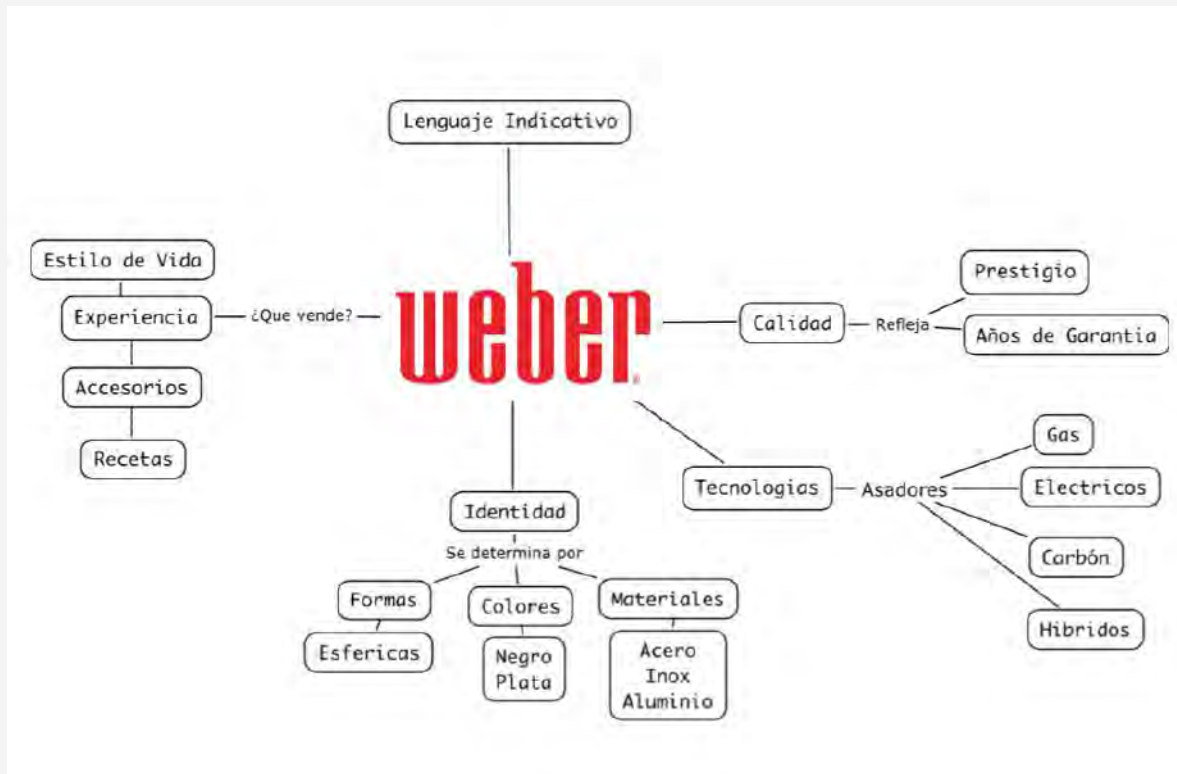 Lenguaje Indicativo
Estilo de Vida
Experiencia
¿Que vende?
Accesorios
Recetas
weber
Calidad
Refleja
Prestigio
Años de Garantia
Tecnologias
Asadores
Gas
Electricos
Carbón
Hibridos
Identidad
Se determina por
Formas
Esfericas
Colores
Negro
Plata
Materiales
Acero
Inox
Aluminio